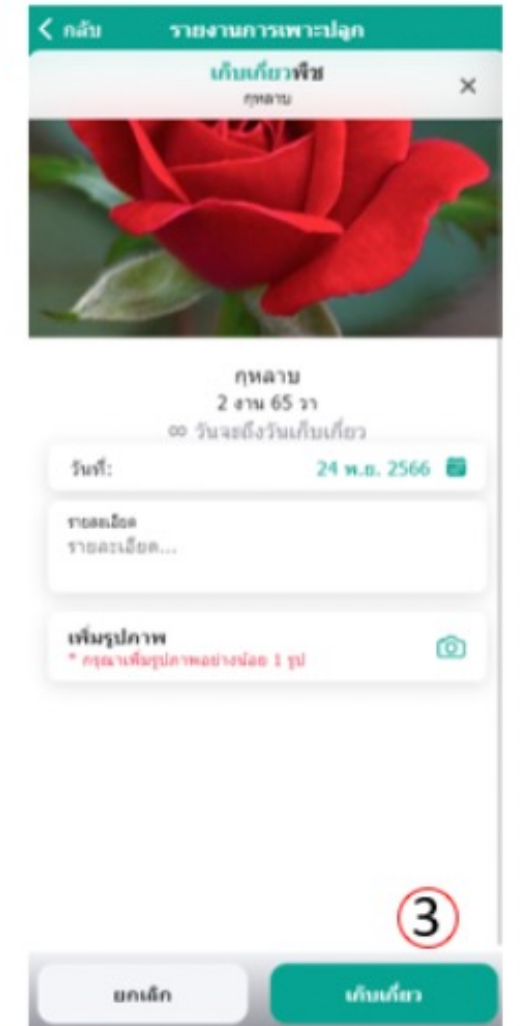 กลับ รายงานการเพาะปลูก
เก็บเกี่ยวพืช
กุหลาบ
กุหลาบ
2 งาน 65 วา
∞ วันจะถึงวันเก็บเกี่ยว
วันที่: 24 พ.ย. 2566
รายละเอียด
รายละเอียด...
เพิ่มรูปภาพ
* กรุณาเพิ่มรูปภาพอย่างน้อย 1 รูป
3
ยกเลิก เก็บเกี่ยว